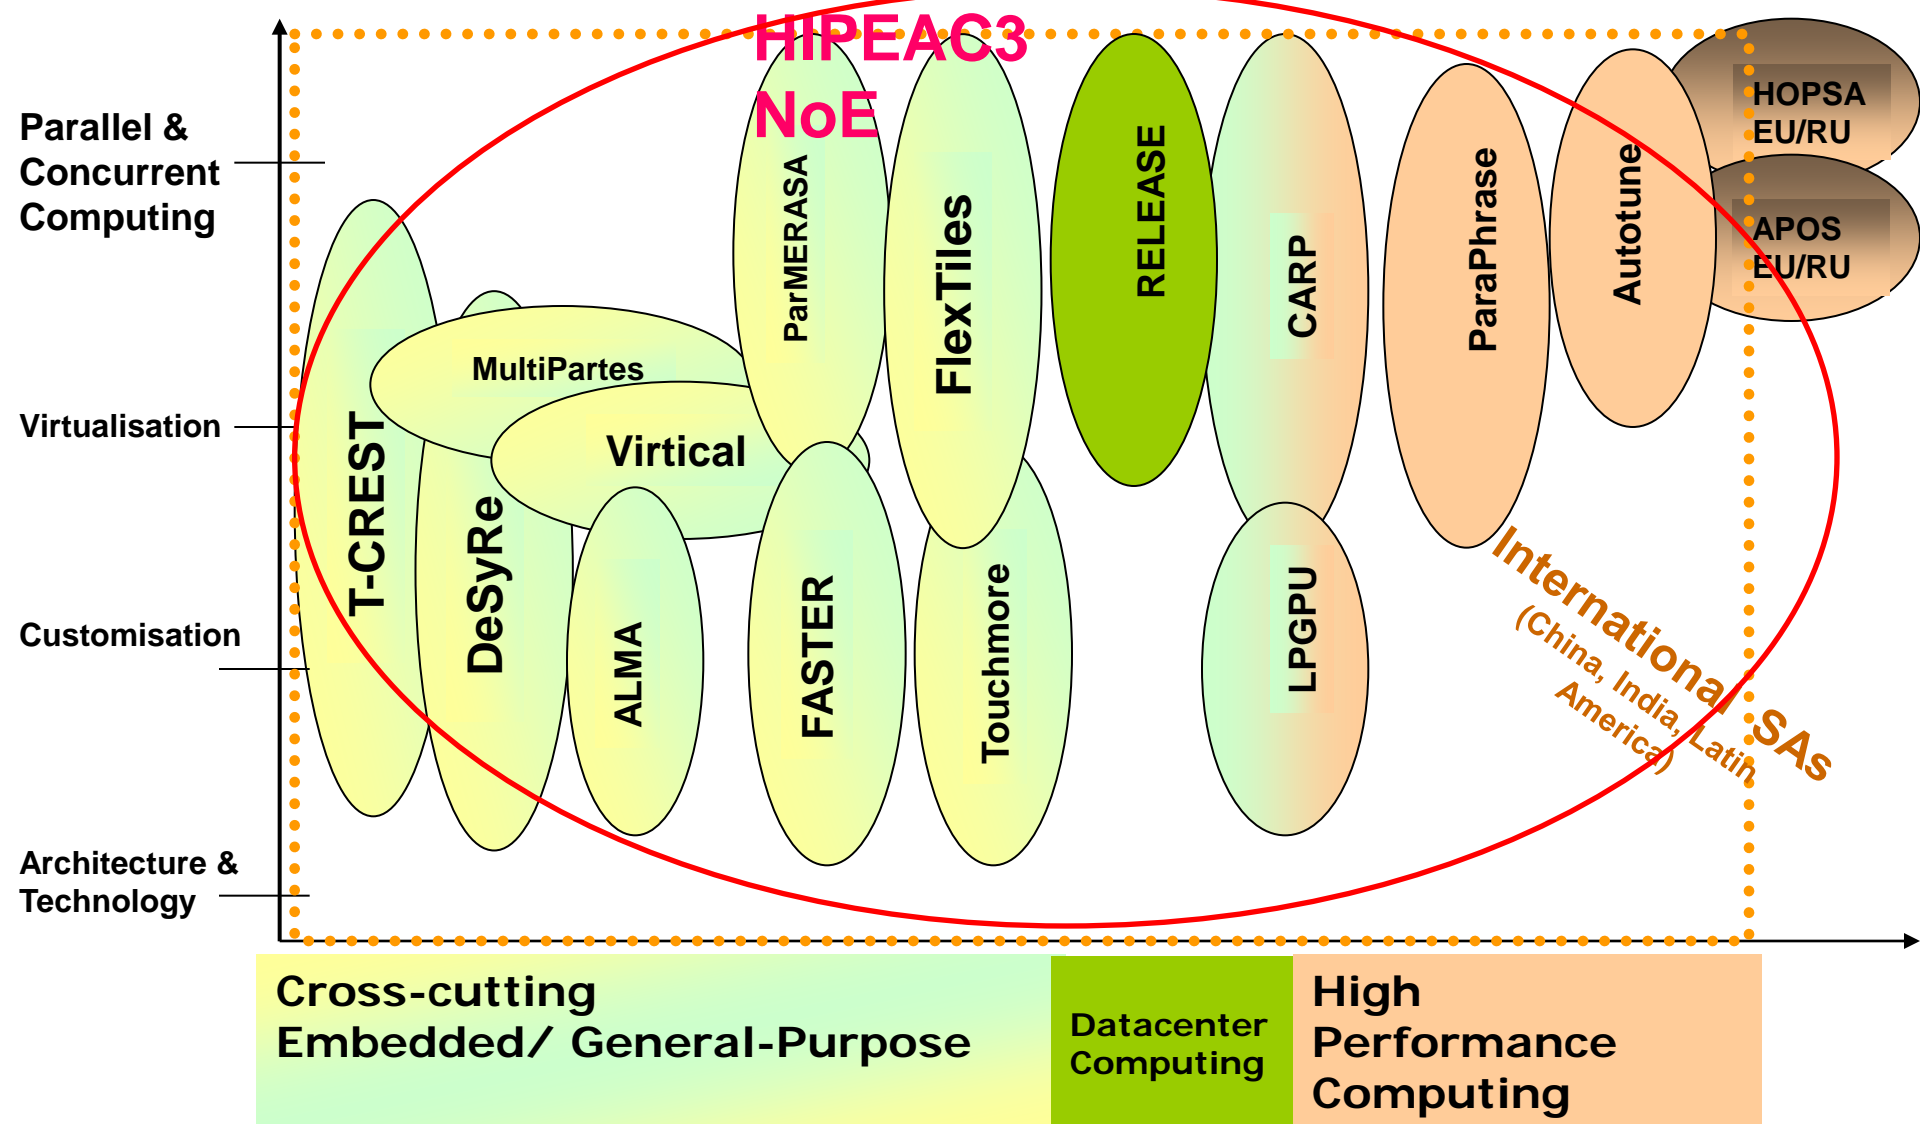 HIPEAC3
NoE
Parallel &
Concurrent
Computing
Virtualisation
Customisation
Architecture &
Technology
T-CREST
DeSyRe
MultiPartes
Virtical
ALMA
ParMERASA
FASTER
FlexTiles
Touchmore
RELEASE
CARP
LPGPU
ParaPhrase
Autotune
HOPSA
EU/RU
APOS
EU/RU
International SAs
(China, India, Latin
America)
Cross-cutting
Embedded/ General-Purpose
Datacenter
Computing
High
Performance
Computing